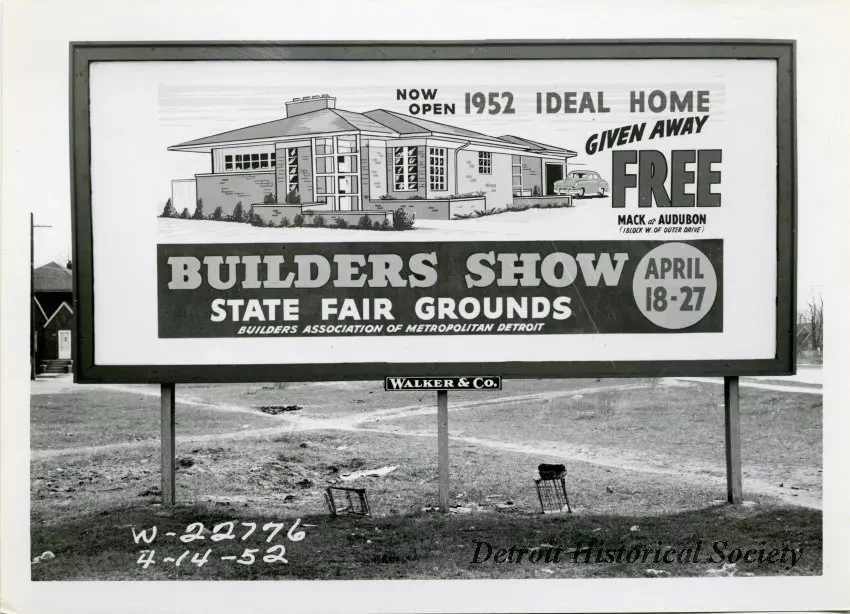 NOW OPEN 1952 IDEAL HOME
GIVEN AWAY
FREE
MACK at AUDUBON
(1 BLOCK W. OF OUTER DRIVE)
BUILDERS SHOW
STATE FAIR GROUNDS
BUILDERS ASSOCIATION OF METROPOLITAN DETROIT
APRIL
18-27
WALKER & CO.
W-22776
4-14-52
Detroit Historical Society